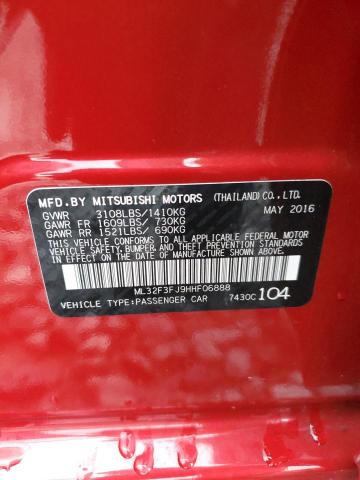 MFD.BY MITSUBISHI MOTORS (THAILAND)CO.,LTD.
GVWR 3108LBS/1410KG MAY 2016
GAWR FR 1609LBS/ 730KG
GAWR RR 1521LBS/ 690KG
THIS VEHICLE CONFORMS TO ALL APPLICABLE FEDERAL MOTOR
VEHICLE SAFETY, BUMPER, AND THEFT PREVENTION STANDARDS
IN EFFECT ON THE DATE OF MANUFACTURE SHOWN ABOVE.
ML32F3FJ9HHF06888
VEHICLE TYPE:PASSENGER CAR 7430C 104